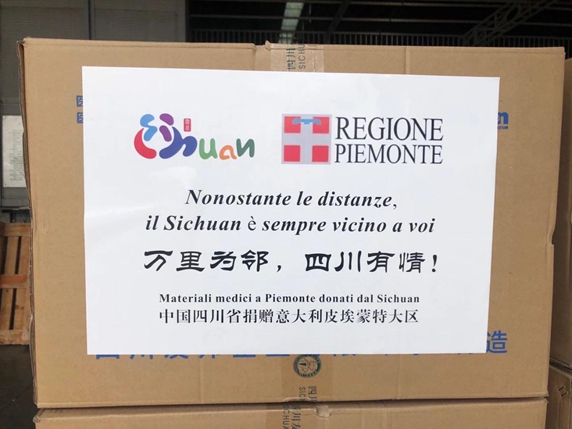 Sichuan
REGIONE
PIEMONTE
Nonostante le distanze,
il Sichuan è sempre vicino a voi
万里为邻，四川有情！
Materiali medici a Piemonte donati dal Sichuan
中国四川省捐赠意大利皮埃蒙特大区